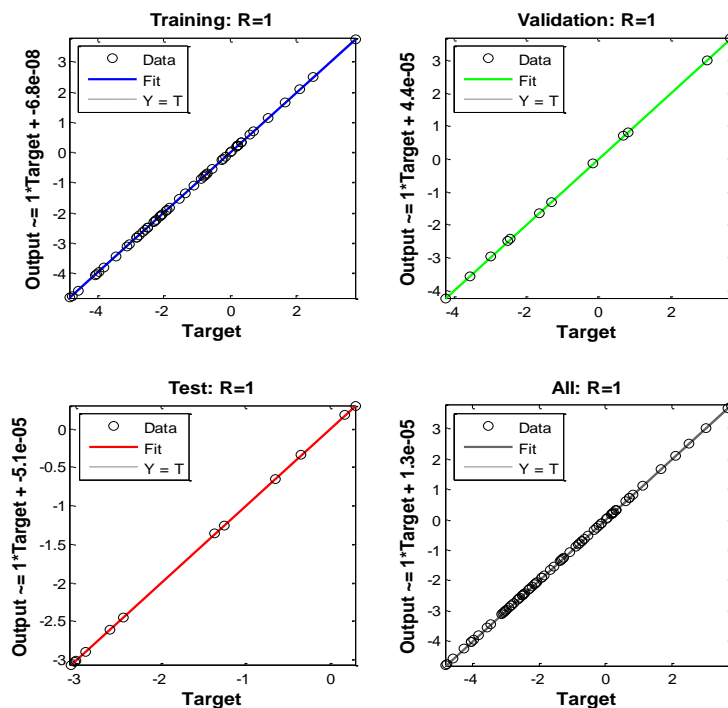 Training: R=1
Output ~= 1*Target + -6.8e-08
3
2
1
0
-1
-2
-3
-4
Data
Fit
Y = T
-4
-2
0
2
Target
Validation: R=1
Output ~= 1*Target + 4.4e-05
3
2
1
0
-1
-2
-3
-4
Data
Fit
Y = T
-4
-2
0
2
Target
Test: R=1
Output ~= 1*Target + -5.1e-05
0
-0.5
-1
-1.5
-2
-2.5
-3
Data
Fit
Y = T
-3
-2
-1
0
Target
All: R=1
Output ~= 1*Target + 1.3e-05
3
2
1
0
-1
-2
-3
-4
Data
Fit
Y = T
-4
-2
0
2
Target